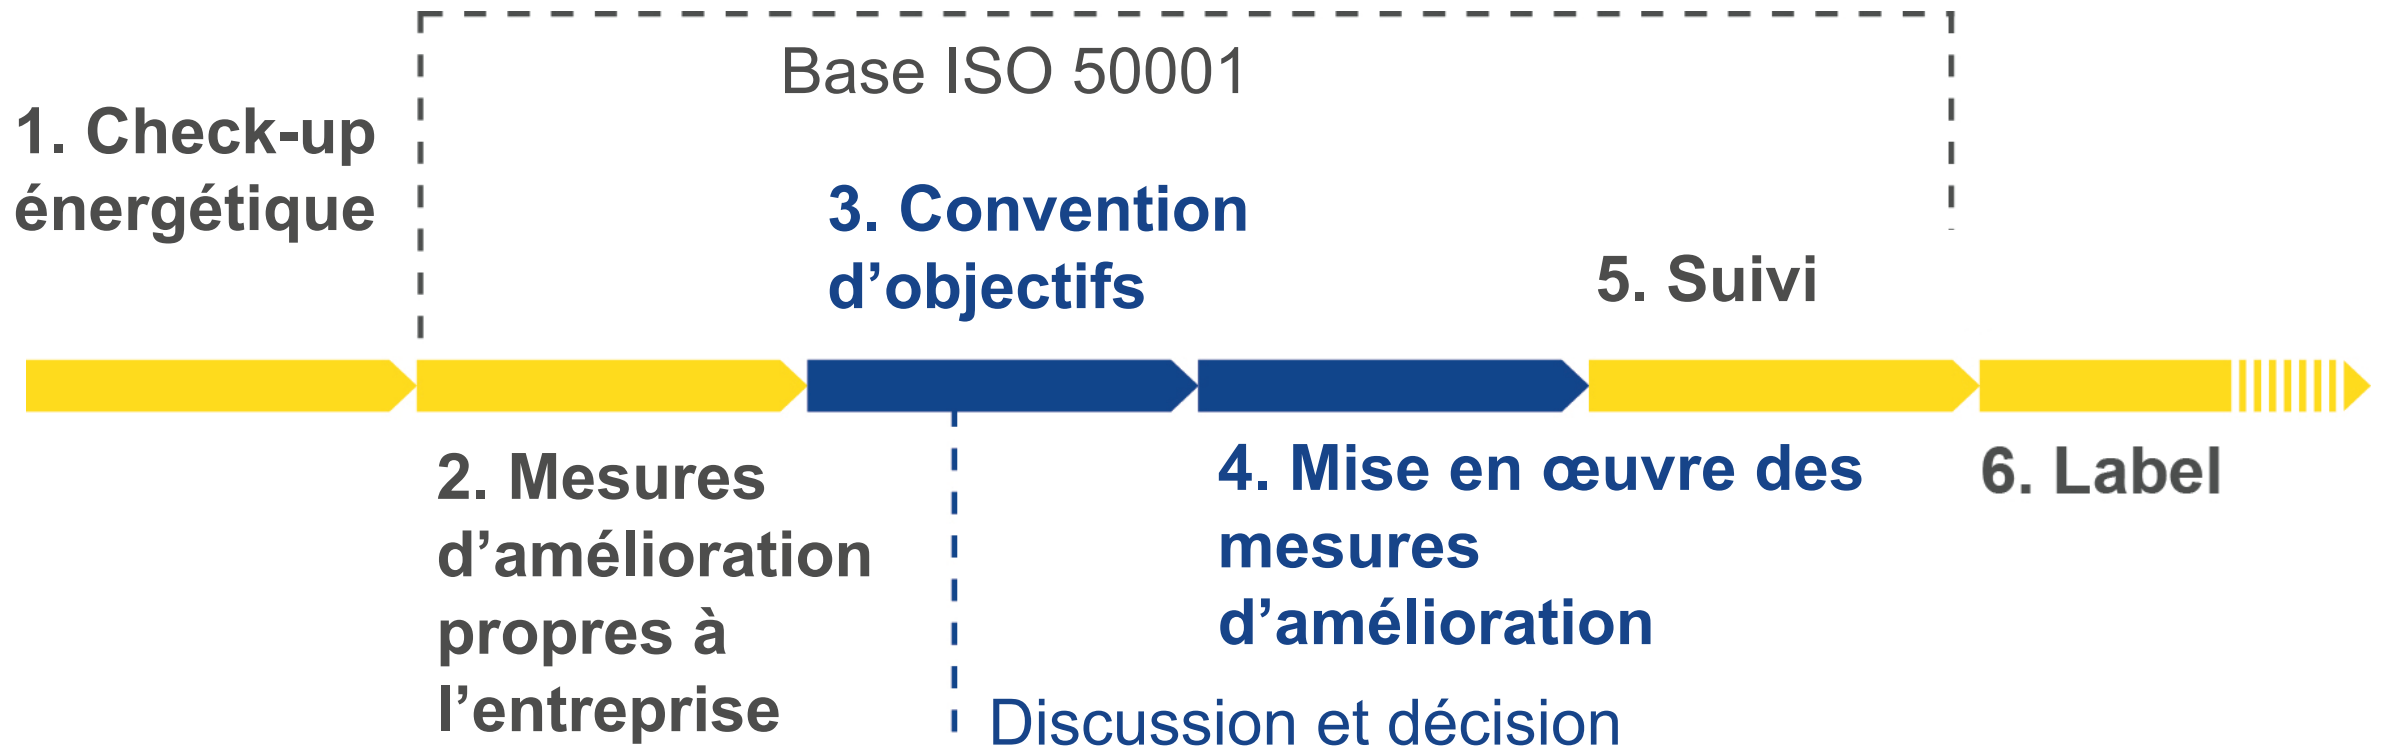 Base ISO 50001
1. Check-up
énergétique
2. Mesures
d’amélioration
propres à
l’entreprise
3. Convention
d’objectifs
Discussion et décision
4. Mise en œuvre des
mesures
d’amélioration
5. Suivi
6. Label